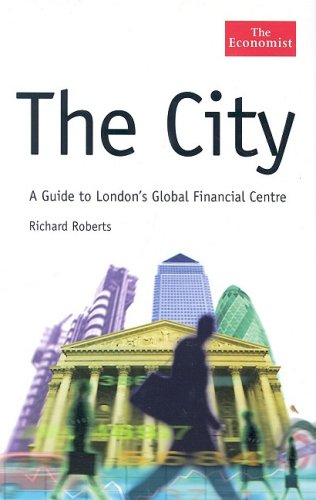 The
Economist
The City
A Guide to London's Global Financial Centre
Richard Roberts